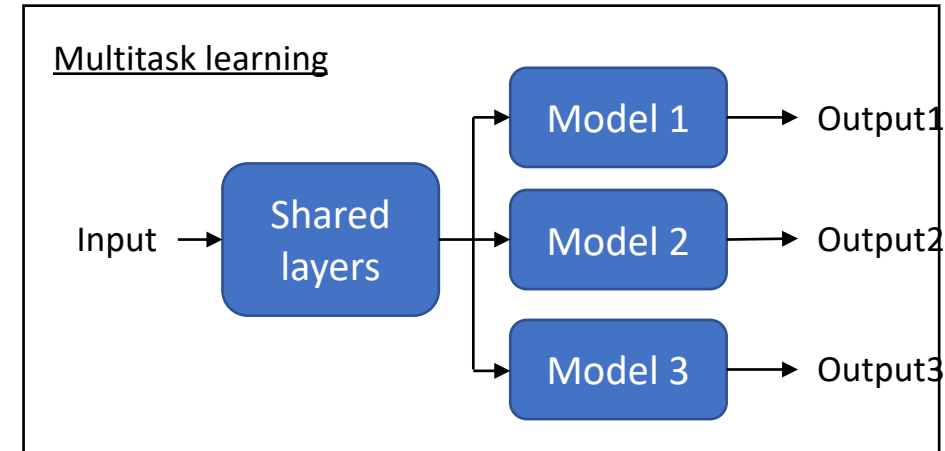 Multitask learning
Model 1
Output1
Input
Shared
layers
Model 2
Output2
Model 3
Output3